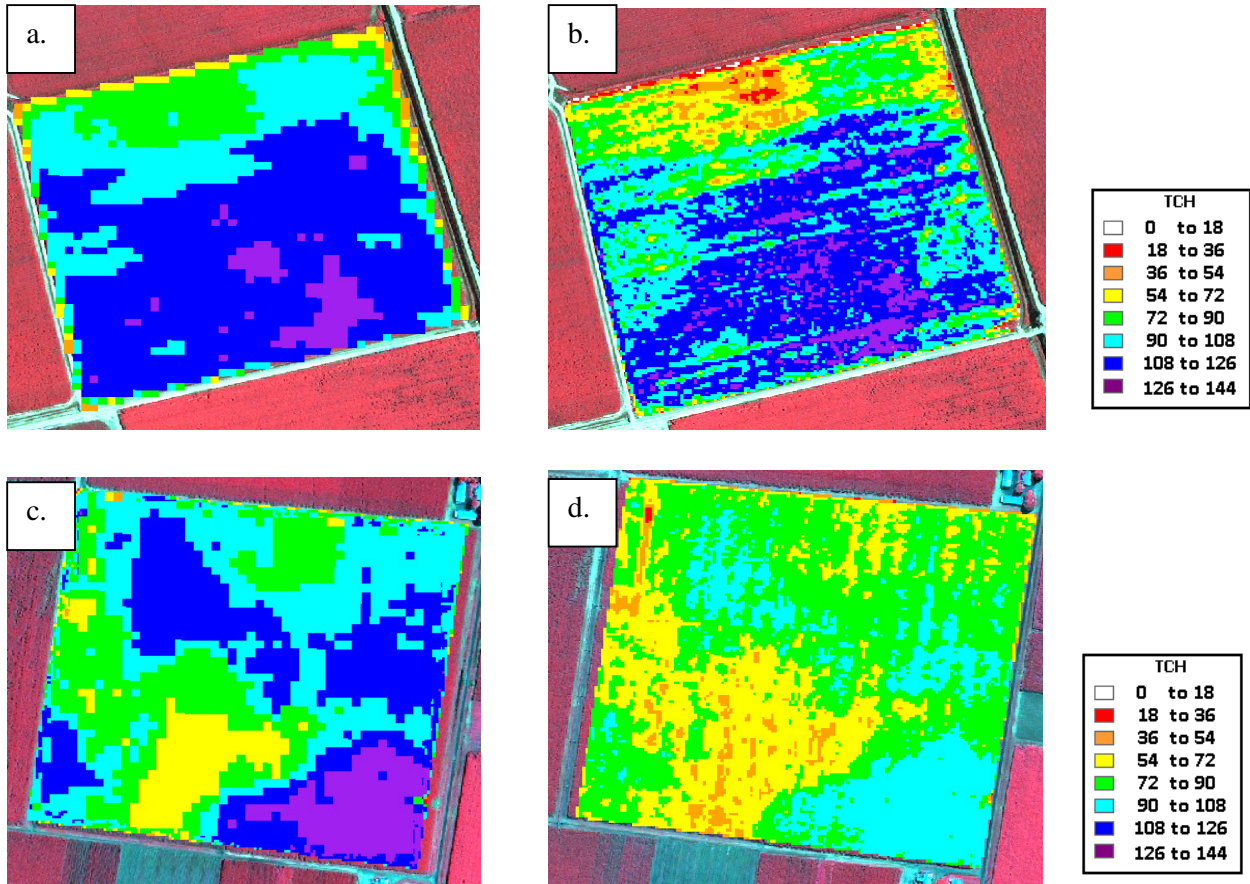 a.
b.
TCH
0 to 18
18 to 36
36 to 54
54 to 72
72 to 90
90 to 108
108 to 126
126 to 144
c.
d.
TCH
0 to 18
18 to 36
36 to 54
54 to 72
72 to 90
90 to 108
108 to 126
126 to 144